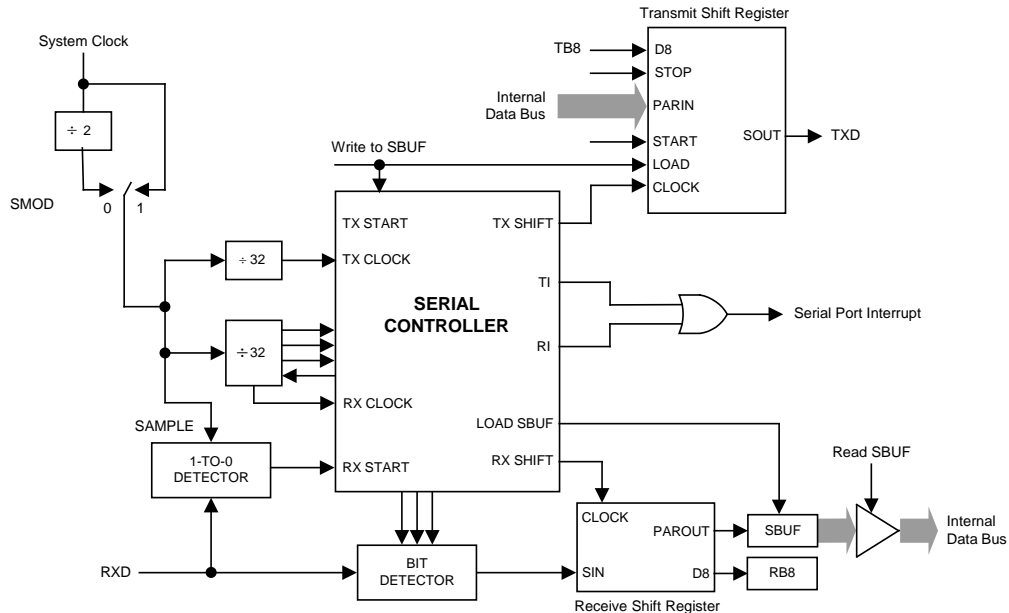 Transmit Shift Register
System Clock
TB8
D8
STOP
Internal
Data Bus
PARIN
÷ 2
START
SOUT
TXD
Write to SBUF
LOAD
CLOCK
SMOD
0
1
TX START
TX SHIFT
÷ 32
TX CLOCK
TI
SERIAL
CONTROLLER
Serial Port Interrupt
RI
÷ 32
RX CLOCK
LOAD SBUF
SAMPLE
1-TO-0
DETECTOR
RX START
RX SHIFT
Read SBUF
CLOCK
PAROUT
SBUF
Internal
Data Bus
RXD
BIT
DETECTOR
SIN
D8
RB8
Receive Shift Register